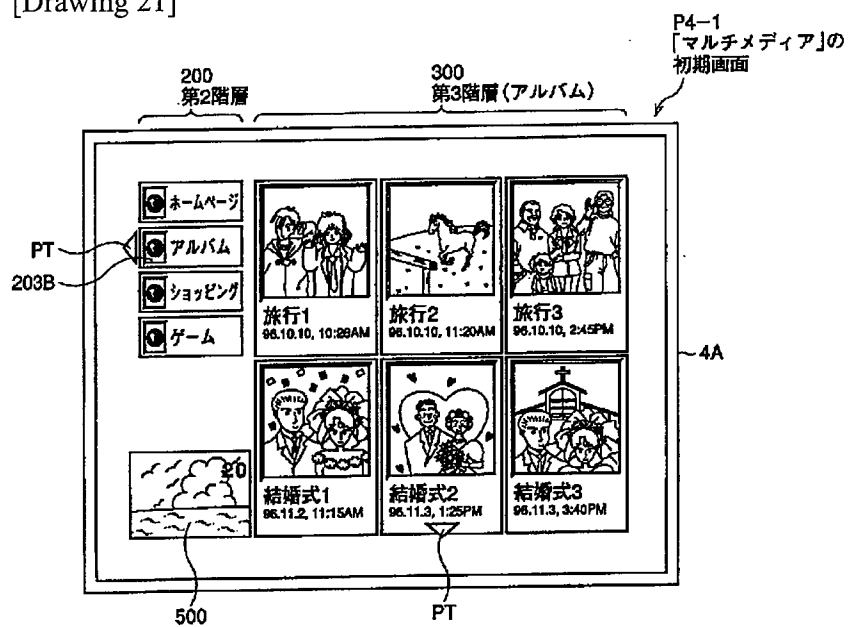 [Drawing 21]
P4-1
「マルチメディア」の
初期画面
200
第2階層
300
第3階層(アルバム)
ホームページ
アルバム
ショッピング
ゲーム
PT
203B
旅行1
96.10.10, 10:26AM
旅行2
96.10.10, 11:20AM
旅行3
96.10.10, 2:45PM
4A
20
結婚式1
96.11.2, 11:15AM
結婚式2
96.11.3, 1:25PM
結婚式3
96.11.3, 3:40PM
500
PT